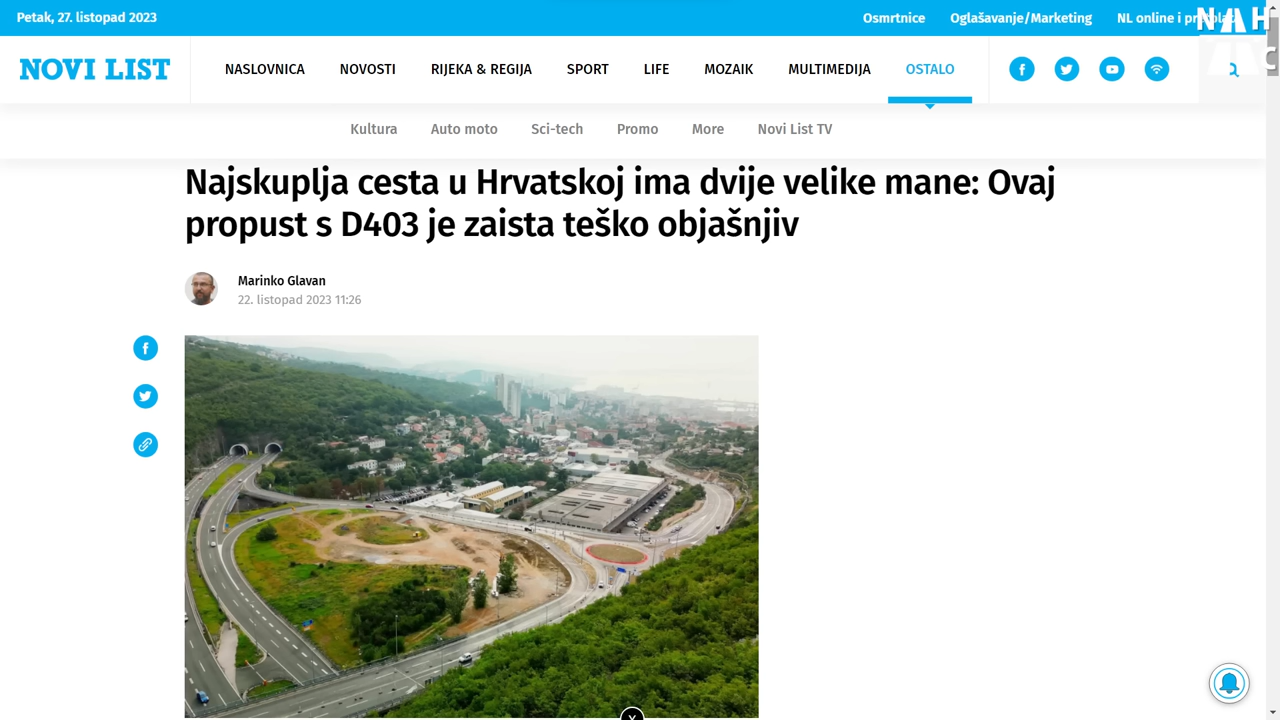 Petak, 27. listopad 2023
Osmrtnice
Oglašavanje/Marketing
NL online i
NOVI LIST
NASLOVNICA
NOVOSTI
RIJEKA & REGIJA
SPORT
LIFE
MOZAIK
MULTIMEDIJA
OSTALO
Kultura
Auto moto
Sci-tech
Promo
More
Novi List TV
Najskuplja cesta u Hrvatskoj ima dvije velike mane: Ovaj
propust s D403 je zaista teško objašnjiv
Marinko Glavan
22. listopad 2023 11:26